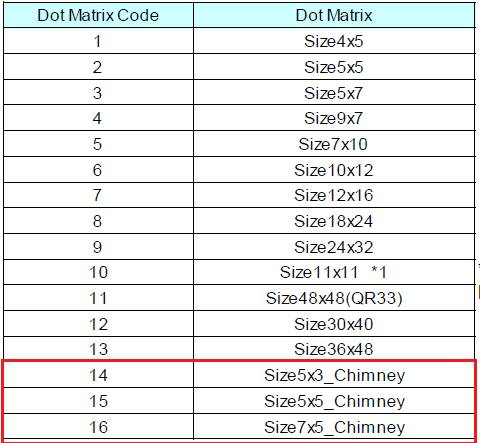 Dot Matrix Code Dot Matrix
1 Size4x5
2 Size5x5
3 Size5x7
4 Size9x7
5 Size7x10
6 Size10x12
7 Size12x16
8 Size18x24
9 Size24x32
10 Size11x11 *1
11 Size48x48(QR33)
12 Size30x40
13 Size36x48
14 Size5x3_Chimney
15 Size5x5_Chimney
16 Size7x5_Chimney